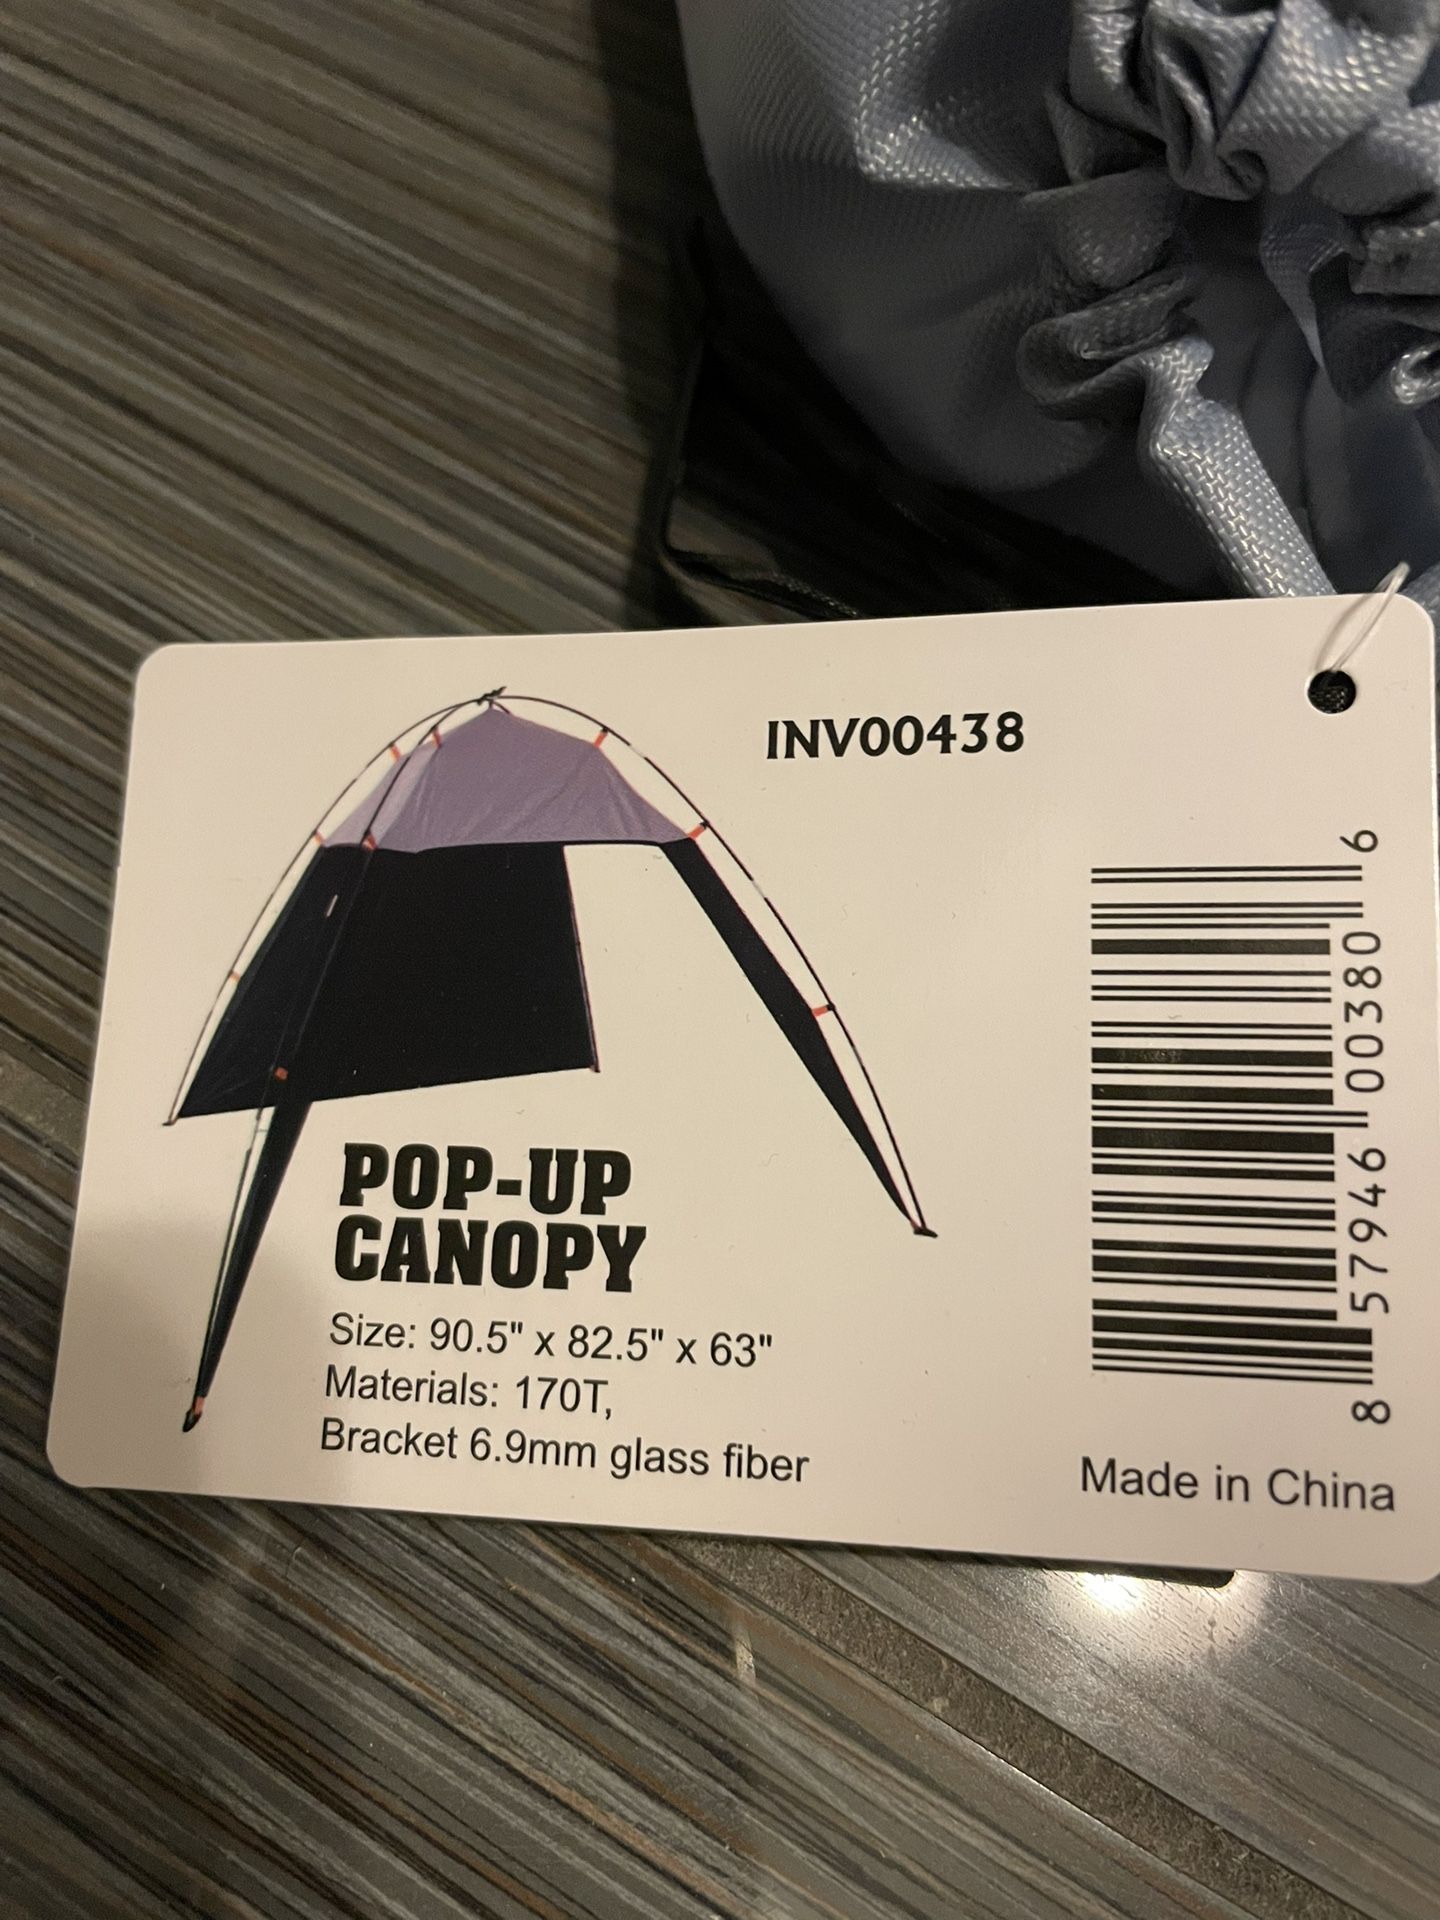 INV00438
POP-UP
CANOPY
Size: 90.5" x 82.5" x 63"
Materials: 170T,
Bracket 6.9mm glass fiber
8 57946 00380 6
Made in China